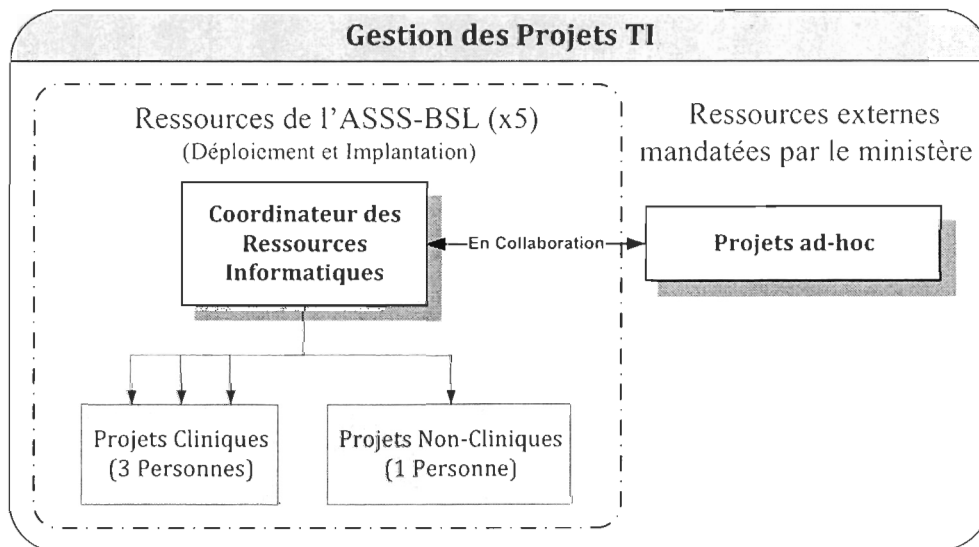 Gestion des Projets TI
Ressources de l'ASSS-BSL (x5)
(Déploiement et Implantation)
Ressources externes
mandatées par le ministère
Coordinateur des
Ressources
Informatiques
En Collaboration
Projets ad-hoc
Projets Cliniques
(3 Personnes)
Projets Non-Cliniques
(1 Personne)